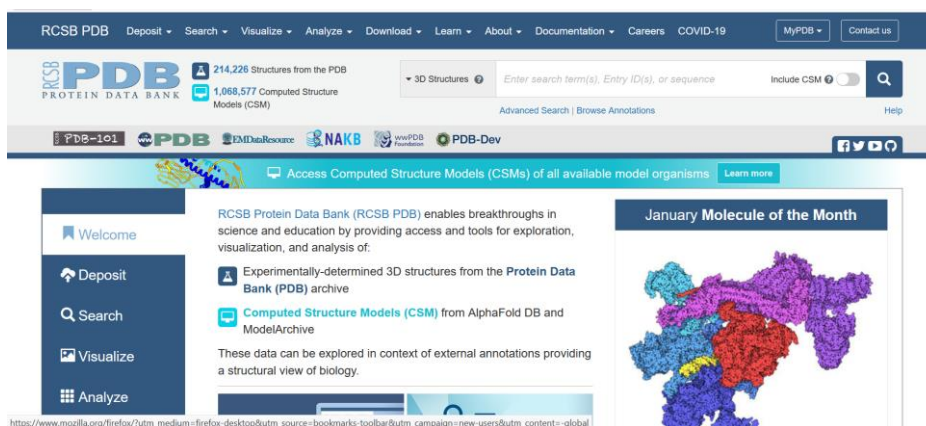 RCSB PDB Deposit Search Visualize Analyze Download Learn About Documentation Careers COVID-19 MyPDB Contact us
RCSB PDB
PROTEIN DATA BANK
214,226 Structures from the PDB
1,068,577 Computed Structure
Models (CSM)
3D Structures Enter search term(s), Entry ID(s), or sequence Include CSM
Advanced Search | Browse Annotations Help
PDB-101 PDB EMDataResource NAKB wwPDB Foundation PDB-Dev
Access Computed Structure Models (CSMs) of all available model organisms Learn more
Welcome
Deposit
Search
Visualize
Analyze
RCSB Protein Data Bank (RCSB PDB) enables breakthroughs in
science and education by providing access and tools for exploration,
visualization, and analysis of:
Experimentally-determined 3D structures from the Protein Data
Bank (PDB) archive
Computed Structure Models (CSM) from AlphaFold DB and
ModelArchive
These data can be explored in context of external annotations providing
a structural view of biology.
January Molecule of the Month
https://www.mozilla.org/firefox/?utm_medium=firefox-desktop&utm_source=bookmarks-toolbar&utm_campaign=new-users&utm_content=-global